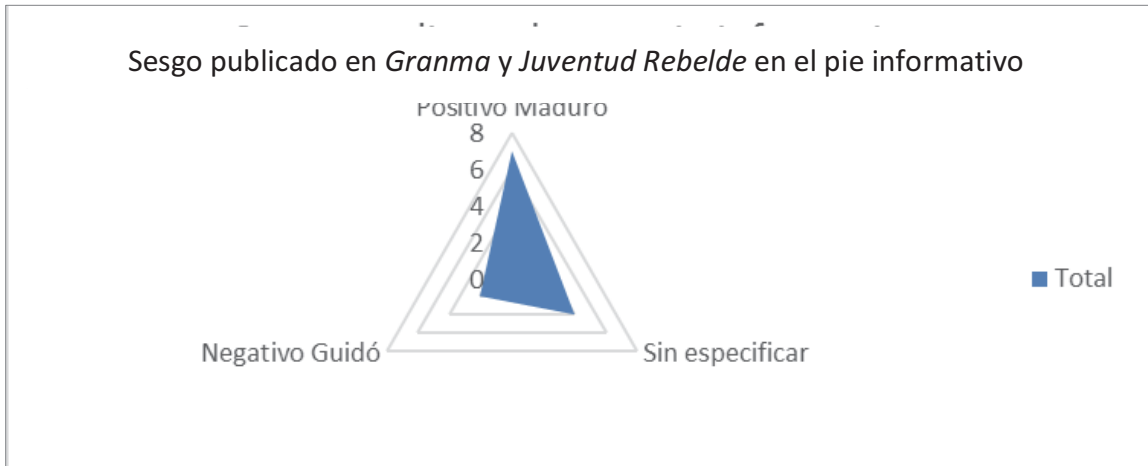 Sesgo publicado en Granma y Juventud Rebelde en el pie informativo
Positivo Maduro
8
6
4
2
0
Total
Negativo Guidó
Sin especificar